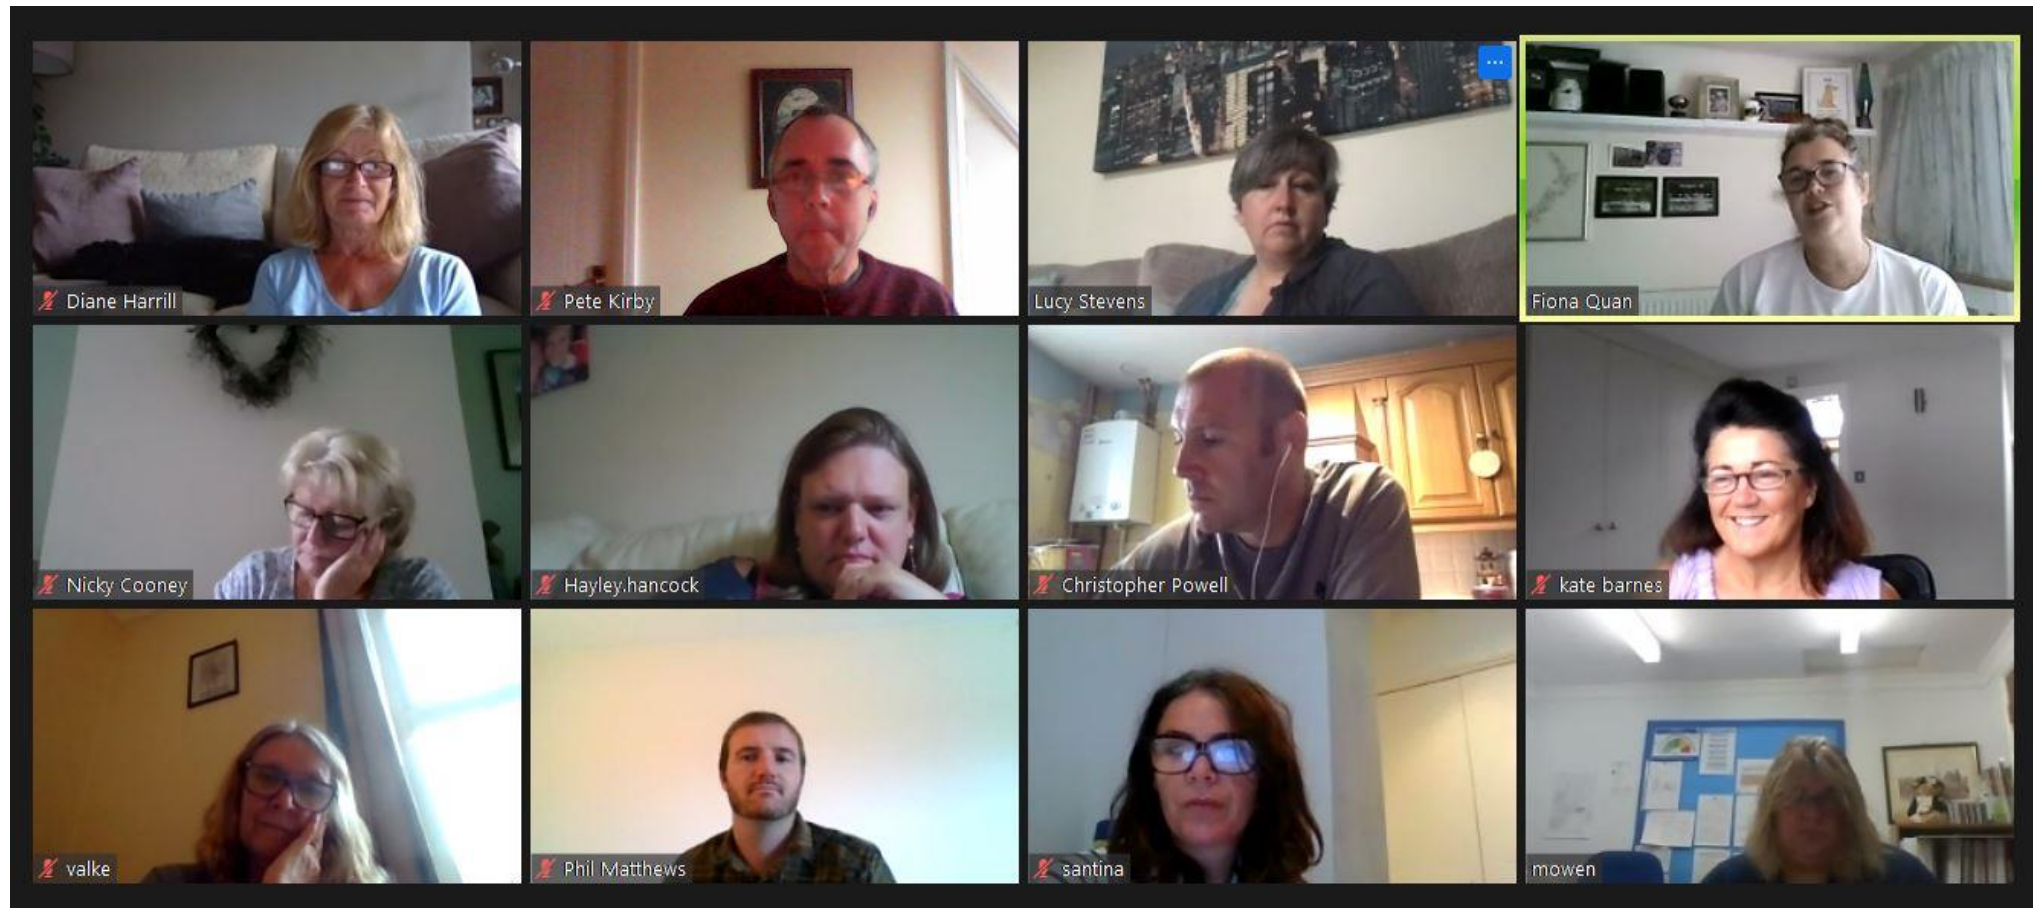 Diane Harrill
Pete Kirby
Lucy Stevens
Fiona Quan
Nicky Cooney
Hayley.hancock
Christopher Powell
kate barnes
valke
Phil Matthews
santina
mowen